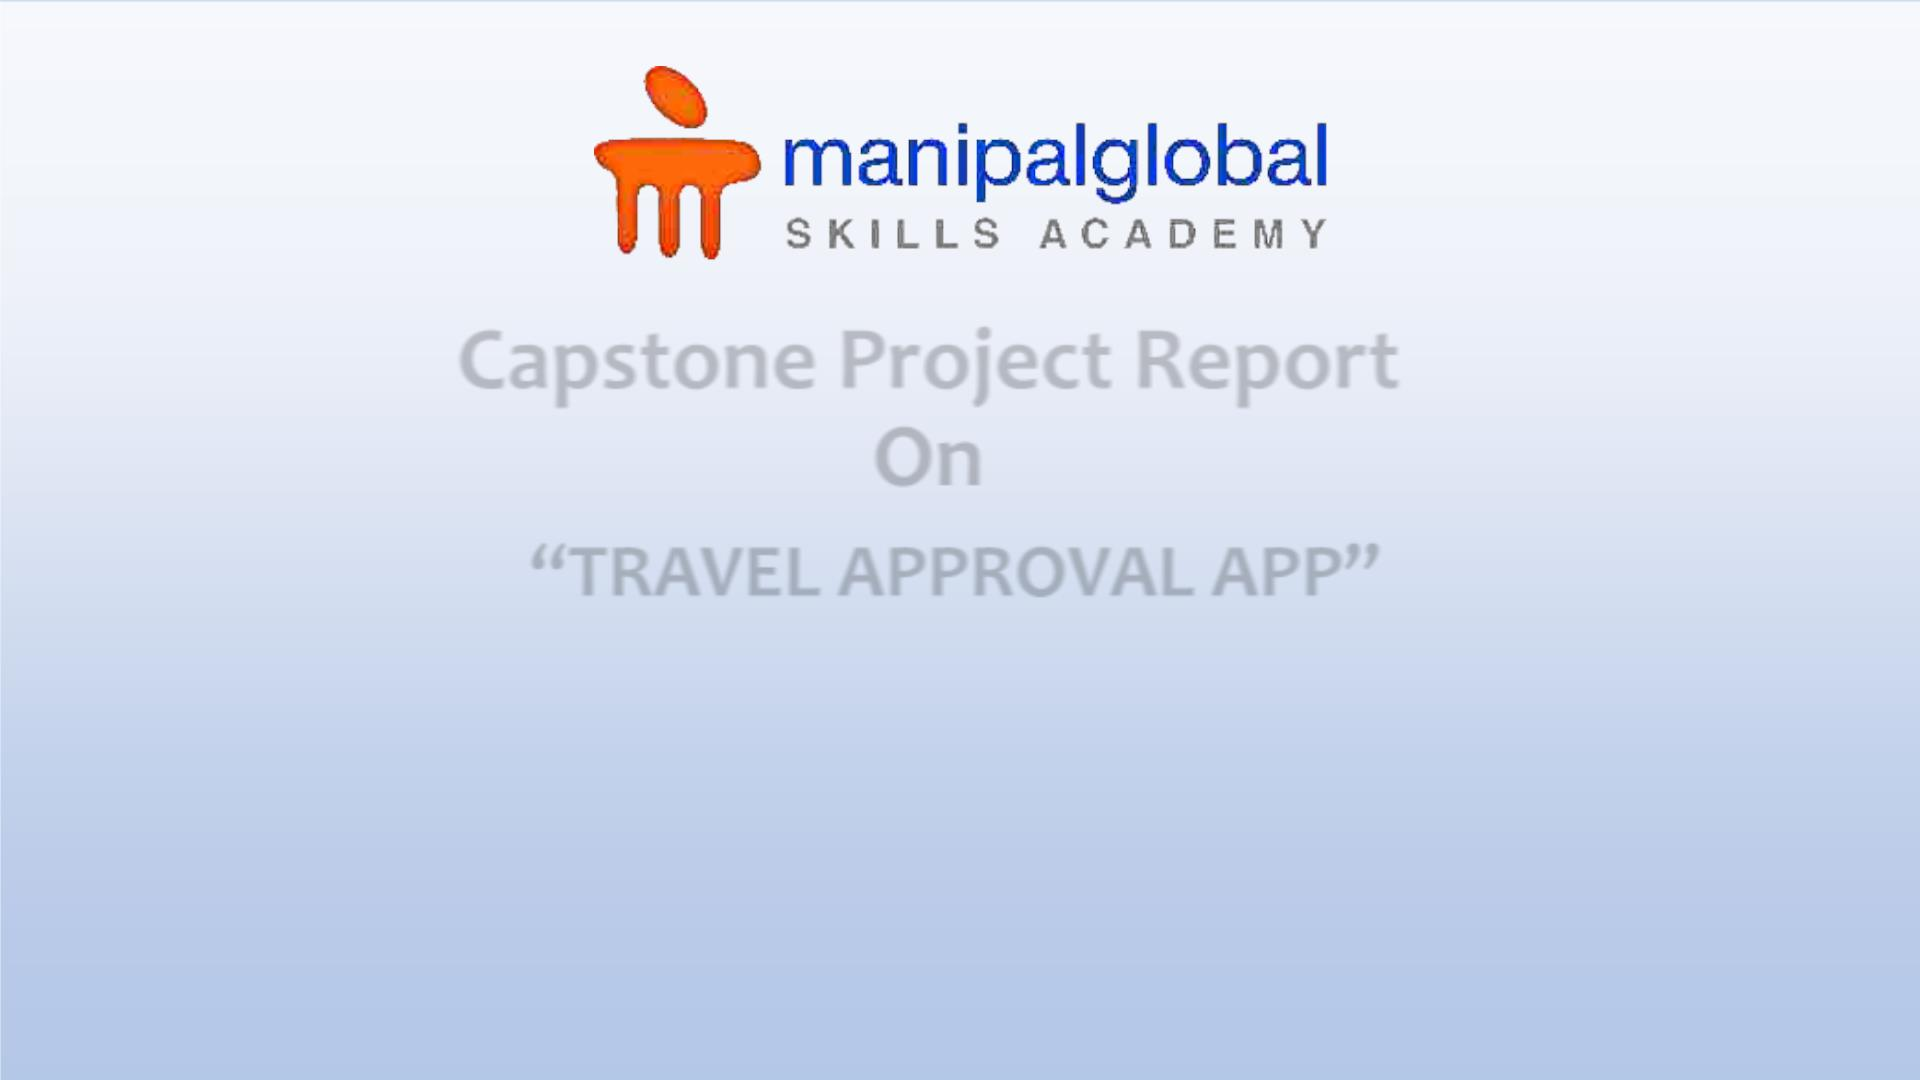 manipalglobal
SKILLS ACADEMY
Capstone Project Report
On
“TRAVEL APPROVAL APP”